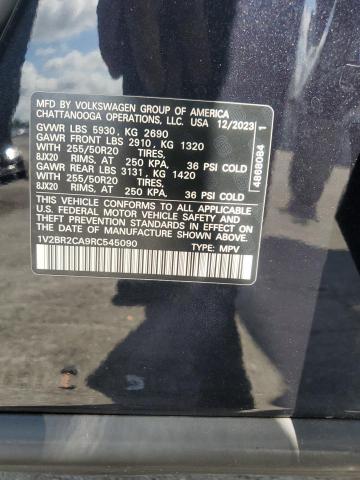 MFD BY VOLKSWAGEN GROUP OF AMERICA
CHATTANOOGA OPERATIONS, LLC. USA 12/2023
GVWR LBS 5930 , KG 2690
GAWR FRONT LBS 2910 , KG 1320
WITH 255/50R20 TIRES,
8JX20 RIMS, AT 250 KPA, 36 PSI COLD
GAWR REAR LBS 3131 , KG 1420
WITH 255/50R20 TIRES,
8JX20 RIMS, AT 250 KPA, 36 PSI COLD
THIS VEHICLE CONFORMS TO ALL APPLICABLE
U.S. FEDERAL MOTOR VEHICLE SAFETY AND
THEFT PREVENTION STANDARDS IN EFFECT ON
THE DATE OF MANUFACTURE SHOWN ABOVE.
1V2BR2CA9RC545090 TYPE: MPV
4868084 1